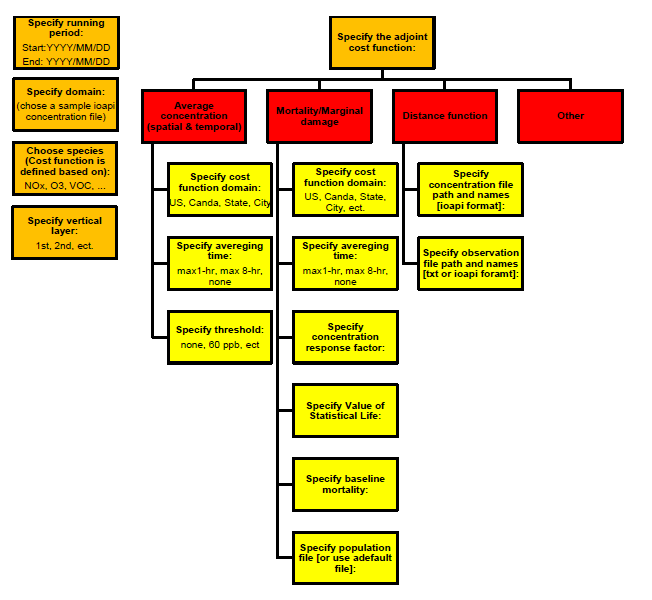 Specify running
period:
Start:YYYY/MM/DD
End: YYYY/MM/DD
Specify domain:
(chose a sample ioapi
concentration file)
Choose species
(Cost function is
defined based on):
NOx, O3, VOC, ...
Specify vertical
layer:
1st, 2nd, ect.
Specify the adjoint
cost function:
Average
concentration
(spatial & temporal)
Specify cost
function domain:
US, Canda, State, City
Specify avereging
time:
max1-hr, max 8-hr,
none
Specify threshold:
none, 60 ppb, ect
Mortality/Marginal
damage
Specify cost
function domain:
US, Canda, State,
City, ect.
Specify avereging
time:
max1-hr, max 8-hr,
none
Specify
concentration
response factor:
Specify Value of
Statistical Life:
Specify baseline
mortality:
Specify population
file [or use adefault
file]:
Distance function
Specify
concentration file
path and names
[ioapi format]:
Specify observation
file path and names
[txt or ioapi foramt]:
Other